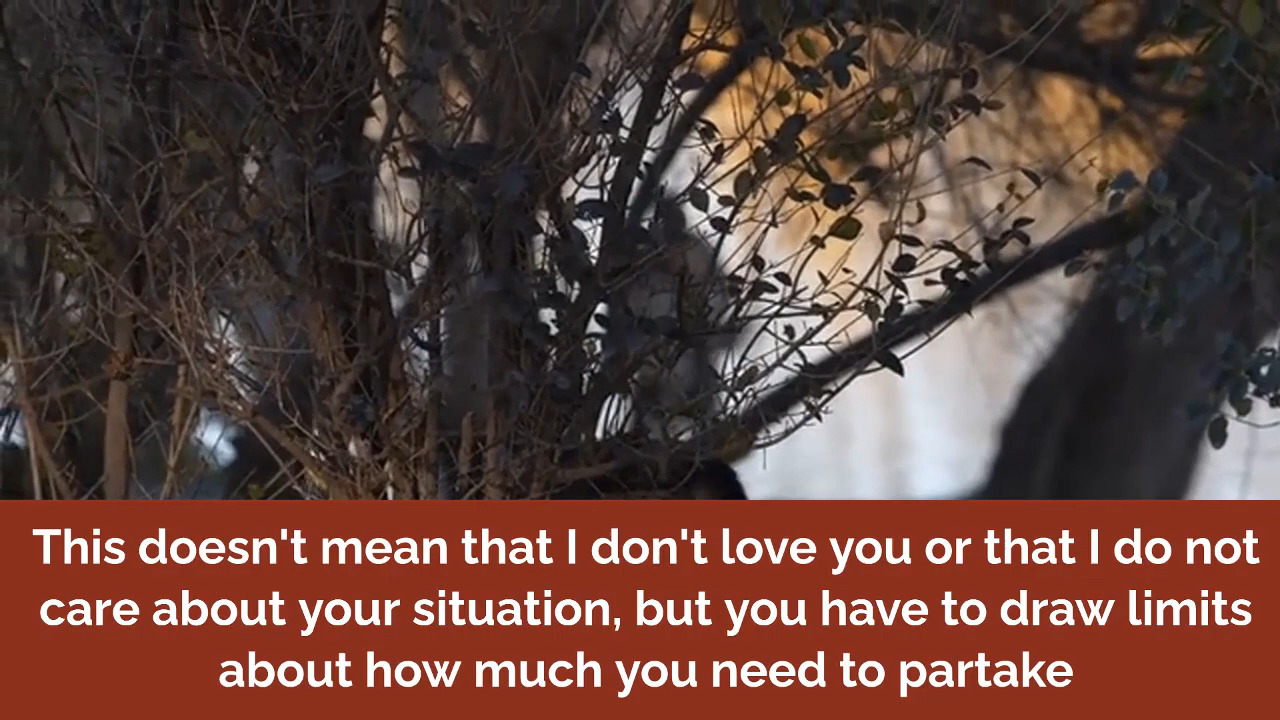 This doesn't mean that I don't love you or that I do not
care about your situation, but you have to draw limits
about how much you need to partake